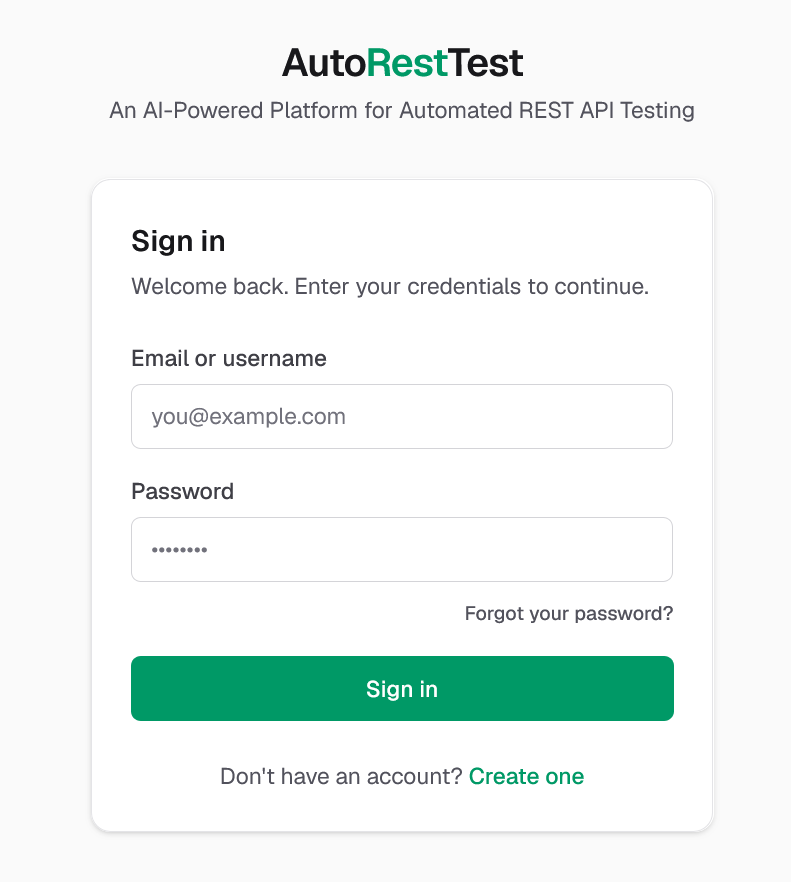 AutoRestTest
An AI-Powered Platform for Automated REST API Testing
Sign in
Welcome back. Enter your credentials to continue.
Email or username
you@example.com
Password
••••••••
Forgot your password?
Sign in
Don't have an account? Create one